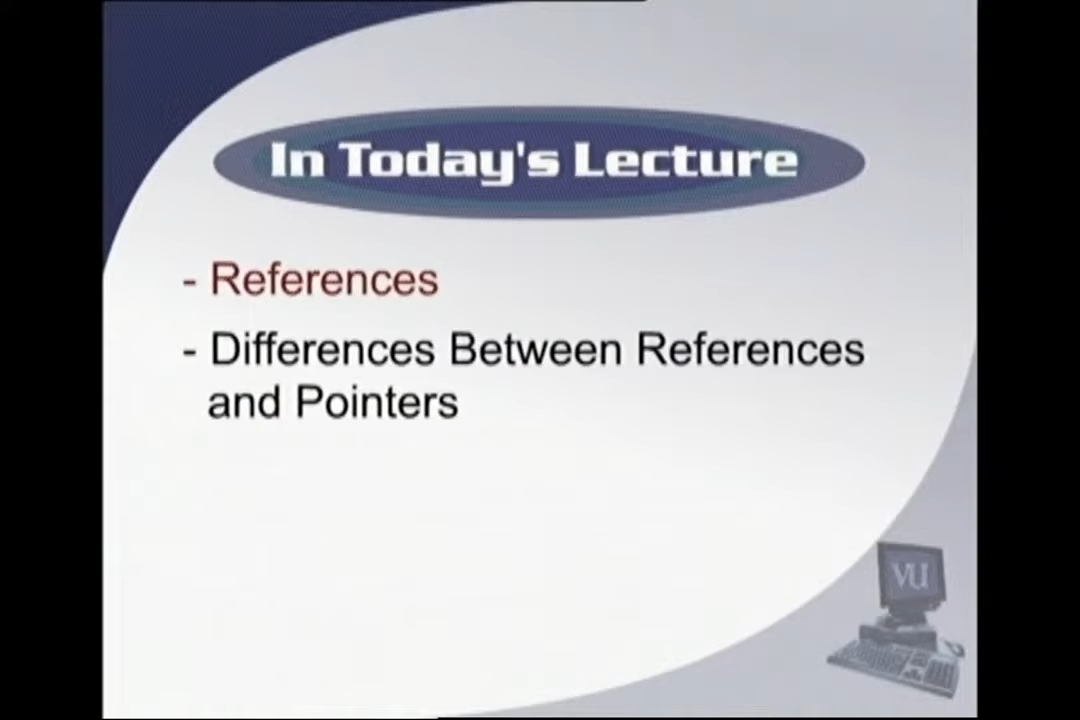 In Today's Lecture
- References
- Differences Between References
and Pointers
VU